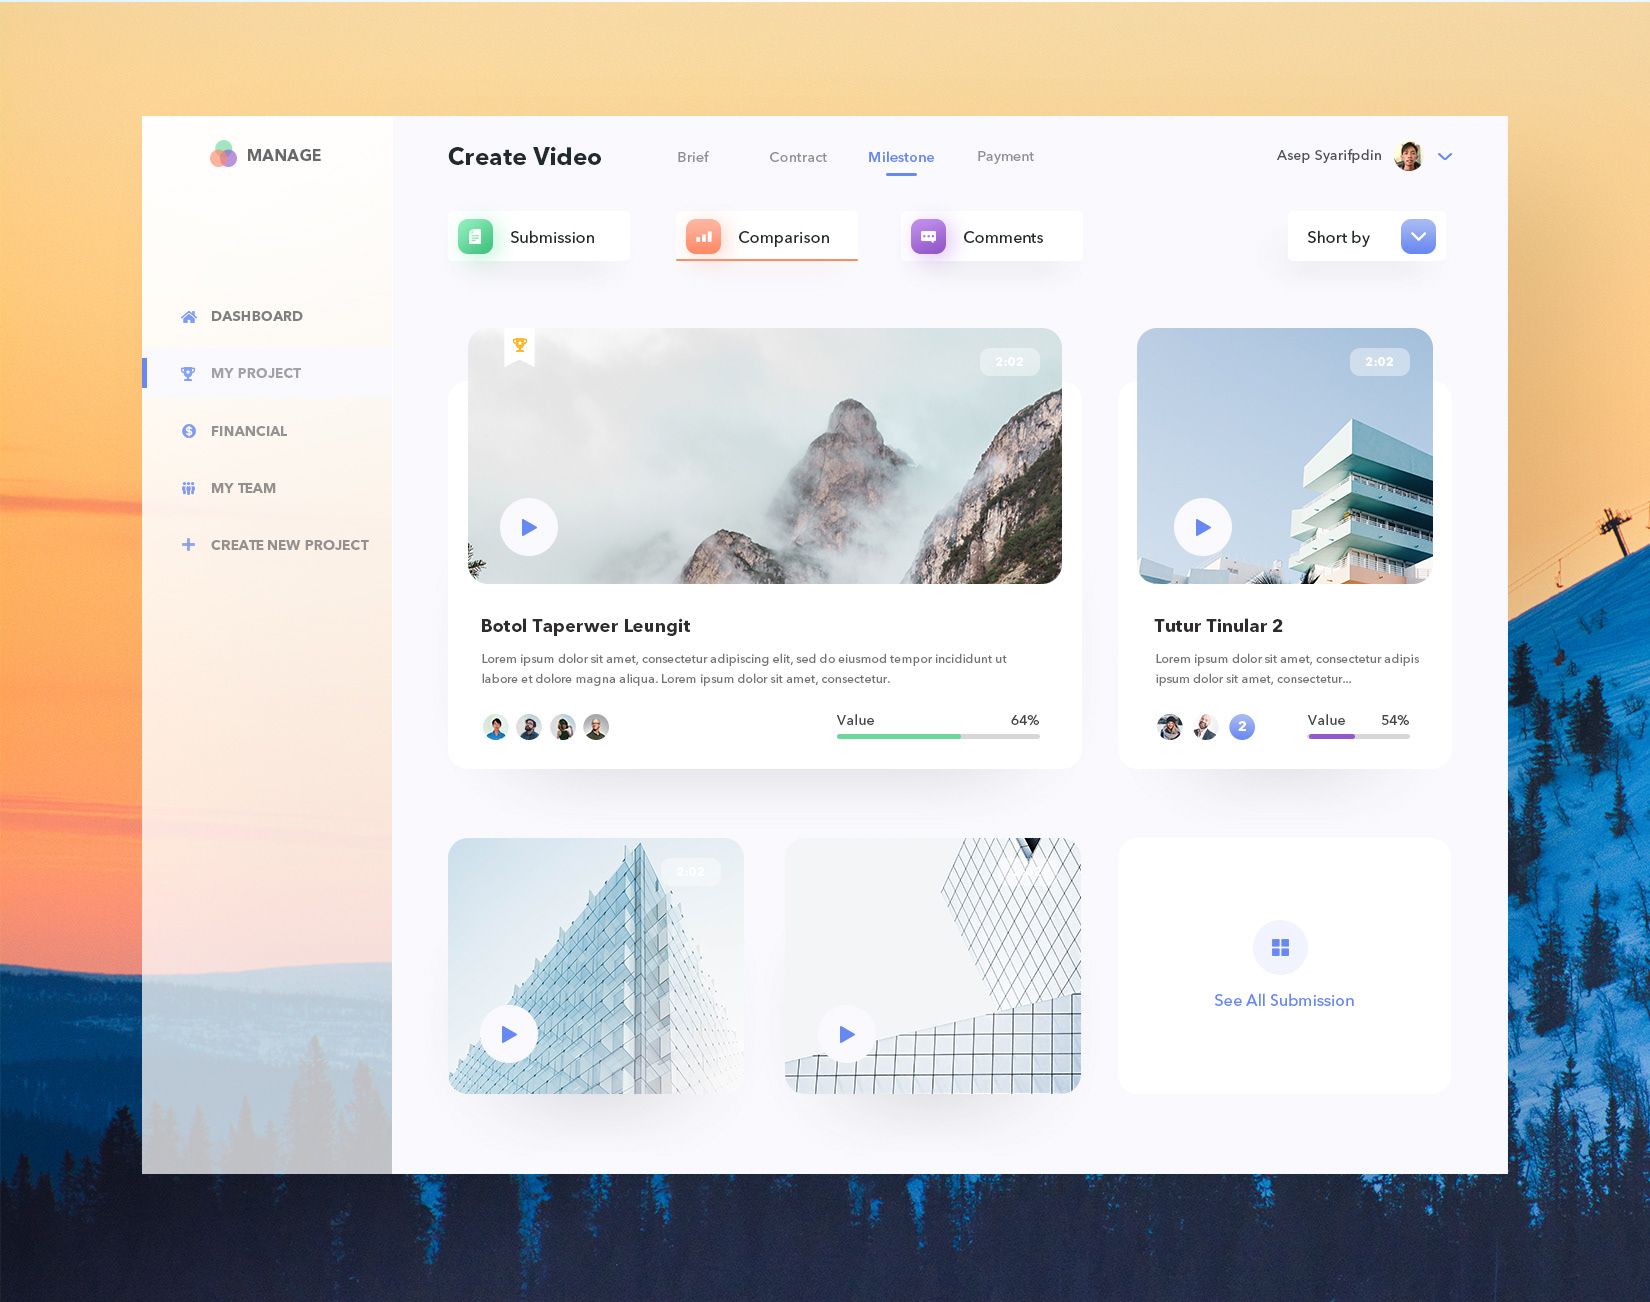 MANAGE
Create Video
Brief
Contract
Milestone
Payment
Asep Syarifpdin
Submission
Comparison
Comments
Short by
DASHBOARD
MY PROJECT
FINANCIAL
MY TEAM
CREATE NEW PROJECT
2:02
2:02
Botol Taperwer Leungit
Lorem ipsum dolor sit amet, consectetur adipiscing elit, sed do eiusmod tempor incididunt ut
labore et dolore magna aliqua. Lorem ipsum dolor sit amet, consectetur.
Value 64%
Tutur Tinular 2
Lorem ipsum dolor sit amet, consectetur adipis
ipsum dolor sit amet, consectetur...
2
Value 54%
2:02
See All Submission